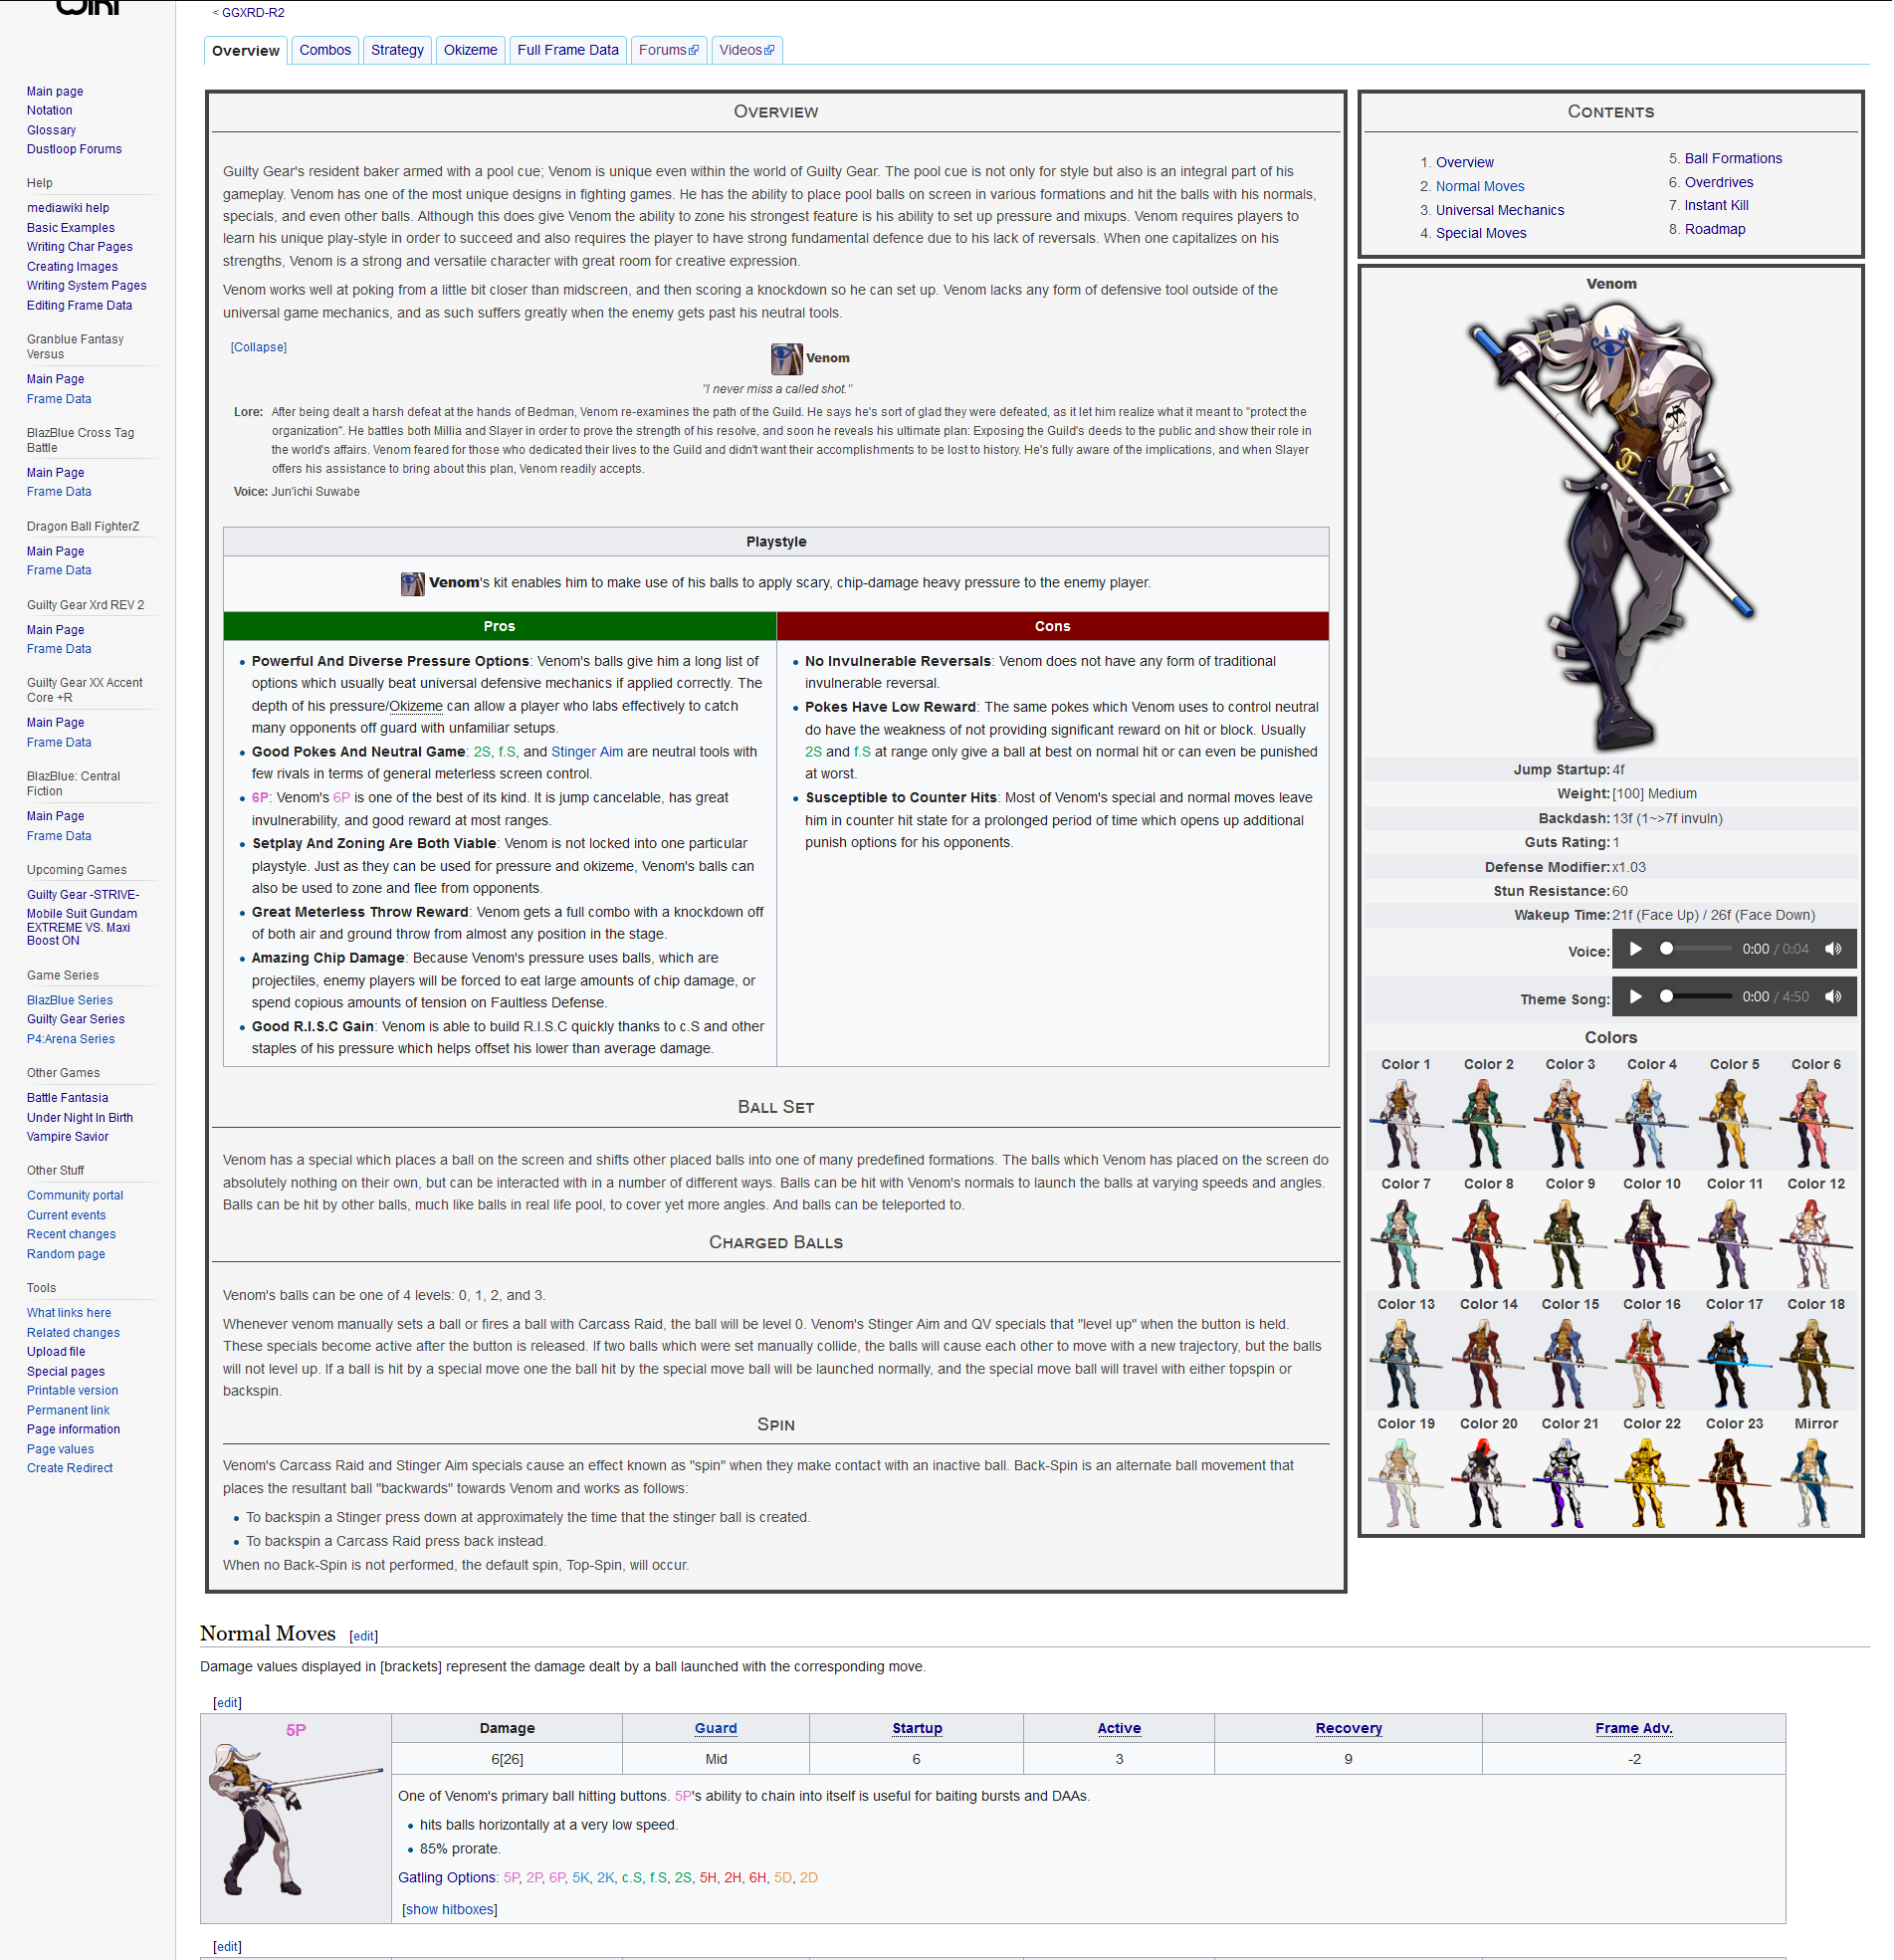 Wiki
Main page
Notation
Glossary
Dustloop Forums
Help
mediawiki help
Basic Examples
Writing Char Pages
Creating Images
Writing System Pages
Editing Frame Data
Granblue Fantasy
Versus
Main Page
Frame Data
BlazBlue Cross Tag
Battle
Main Page
Frame Data
Dragon Ball FighterZ
Main Page
Frame Data
Guilty Gear Xrd REV 2
Main Page
Frame Data
Guilty Gear XX Accent
Core +R
Main Page
Frame Data
BlazBlue: Central
Fiction
Main Page
Frame Data
Upcoming Games
Guilty Gear -STRIVE-
Mobile Suit Gundam
EXTREME VS. Maxi
Boost ON
Game Series
BlazBlue Series
Guilty Gear Series
P4:Arena Series
Other Games
Battle Fantasia
Under Night In Birth
Vampire Savior
Other Stuff
Community portal
Current events
Recent changes
Random page
Tools
What links here
Related changes
Upload file
Special pages
Printable version
Permanent link
Page information
Page values
Create Redirect
< GGXRD-R2
Overview Combos Strategy Okizeme Full Frame Data Forums Videos
Overview
Guilty Gear's resident baker armed with a pool cue; Venom is unique even within the world of Guilty Gear. The pool cue is not only for style but also is an integral part of his
gameplay. Venom has one of the most unique designs in fighting games. He has the ability to place pool balls on screen in various formations and hit the balls with his normals,
specials, and even other balls. Although this does give Venom the ability to zone his strongest feature is his ability to set up pressure and mixups. Venom requires players to
learn his unique play-style in order to succeed and also requires the player to have strong fundamental defence due to his lack of reversals. When one capitalizes on his
strengths, Venom is a strong and versatile character with great room for creative expression.
Venom works well at poking from a little bit closer than midscreen, and then scoring a knockdown so he can set up. Venom lacks any form of defensive tool outside of the
universal game mechanics, and as such suffers greatly when the enemy gets past his neutral tools.
[Collapse]
Venom
"I never miss a called shot."
Lore: After being dealt a harsh defeat at the hands of Bedman, Venom re-examines the path of the Guild. He says he's sort of glad they were defeated, as it let him realize what it meant to "protect the
organization". He battles both Millia and Slayer in order to prove the strength of his resolve, and soon he reveals his ultimate plan: Exposing the Guild's deeds to the public and show their role in
the world's affairs. Venom feared for those who dedicated their lives to the Guild and didn't want their accomplishments to be lost to history. He's fully aware of the implications, and when Slayer
offers his assistance to bring about this plan, Venom readily accepts.
Voice: Jun'ichi Suwabe
Playstyle
Venom's kit enables him to make use of his balls to apply scary, chip-damage heavy pressure to the enemy player.
Pros
• Powerful And Diverse Pressure Options: Venom's balls give him a long list of
options which usually beat universal defensive mechanics if applied correctly. The
depth of his pressure/Okizeme can allow a player who labs effectively to catch
many opponents off guard with unfamiliar setups.
• Good Pokes And Neutral Game: 2S, f.S, and Stinger Aim are neutral tools with
few rivals in terms of general meterless screen control.
• 6P: Venom's 6P is one of the best of its kind. It is jump cancelable, has great
invulnerability, and good reward at most ranges.
• Setplay And Zoning Are Both Viable: Venom is not locked into one particular
playstyle. Just as they can be used for pressure and okizeme, Venom's balls can
also be used to zone and flee from opponents.
• Great Meterless Throw Reward: Venom gets a full combo with a knockdown off
of both air and ground throw from almost any position in the stage.
• Amazing Chip Damage: Because Venom's pressure uses balls, which are
projectiles, enemy players will be forced to eat large amounts of chip damage, or
spend copious amounts of tension on Faultless Defense.
• Good R.I.S.C Gain: Venom is able to build R.I.S.C quickly thanks to c.S and other
staples of his pressure which helps offset his lower than average damage.
Cons
• No Invulnerable Reversals: Venom does not have any form of traditional
invulnerable reversal.
• Pokes Have Low Reward: The same pokes which Venom uses to control neutral
do have the weakness of not providing significant reward on hit or block. Usually
2S and f.S at range only give a ball at best on normal hit or can even be punished
at worst.
• Susceptible to Counter Hits: Most of Venom's special and normal moves leave
him in counter hit state for a prolonged period of time which opens up additional
punish options for his opponents.
Ball Set
Venom has a special which places a ball on the screen and shifts other placed balls into one of many predefined formations. The balls which Venom has placed on the screen do
absolutely nothing on their own, but can be interacted with in a number of different ways. Balls can be hit with Venom's normals to launch the balls at varying speeds and angles.
Balls can be hit by other balls, much like balls in real life pool, to cover yet more angles. And balls can be teleported to.
Charged Balls
Venom's balls can be one of 4 levels: 0, 1, 2, and 3.
Whenever venom manually sets a ball or fires a ball with Carcass Raid, the ball will be level 0. Venom's Stinger Aim and QV specials that "level up" when the button is held.
These specials become active after the button is released. If two balls which were set manually collide, the balls will cause each other to move with a new trajectory, but the balls
will not level up. If a ball is hit by a special move one the ball hit by the special move ball will be launched normally, and the special move ball will travel with either topspin or
backspin.
Spin
Venom's Carcass Raid and Stinger Aim specials cause an effect known as "spin" when they make contact with an inactive ball. Back-Spin is an alternate ball movement that
places the resultant ball "backwards" towards Venom and works as follows:
• To backspin a Stinger press down at approximately the time that the stinger ball is created.
• To backspin a Carcass Raid press back instead.
When no Back-Spin is not performed, the default spin, Top-Spin, will occur.
Contents
1. Overview
2. Normal Moves
3. Universal Mechanics
4. Special Moves
5. Ball Formations
6. Overdrives
7. Instant Kill
8. Roadmap
Venom
Jump Startup: 4f
Weight: [100] Medium
Backdash: 13f (1~>7f invuln)
Guts Rating: 1
Defense Modifier: x1.03
Stun Resistance: 60
Wakeup Time: 21f (Face Up) / 26f (Face Down)
Voice: 0:00 / 0:04
Theme Song: 0:00 / 4:50
Colors
Color 1 Color 2 Color 3 Color 4 Color 5 Color 6
Color 7 Color 8 Color 9 Color 10 Color 11 Color 12
Color 13 Color 14 Color 15 Color 16 Color 17 Color 18
Color 19 Color 20 Color 21 Color 22 Color 23 Mirror
Normal Moves [edit]
Damage values displayed in [brackets] represent the damage dealt by a ball launched with the corresponding move.
[edit]
5P
Damage Guard Startup Active Recovery Frame Adv.
6[26] Mid 6 3 9 -2
One of Venom's primary ball hitting buttons. 5P's ability to chain into itself is useful for baiting bursts and DAAs.
• hits balls horizontally at a very low speed.
• 85% prorate.
Gatling Options: 5P, 2P, 6P, 5K, 2K, c.S, f.S, 2S, 5H, 2H, 6H, 5D, 2D
[show hitboxes]
[edit]